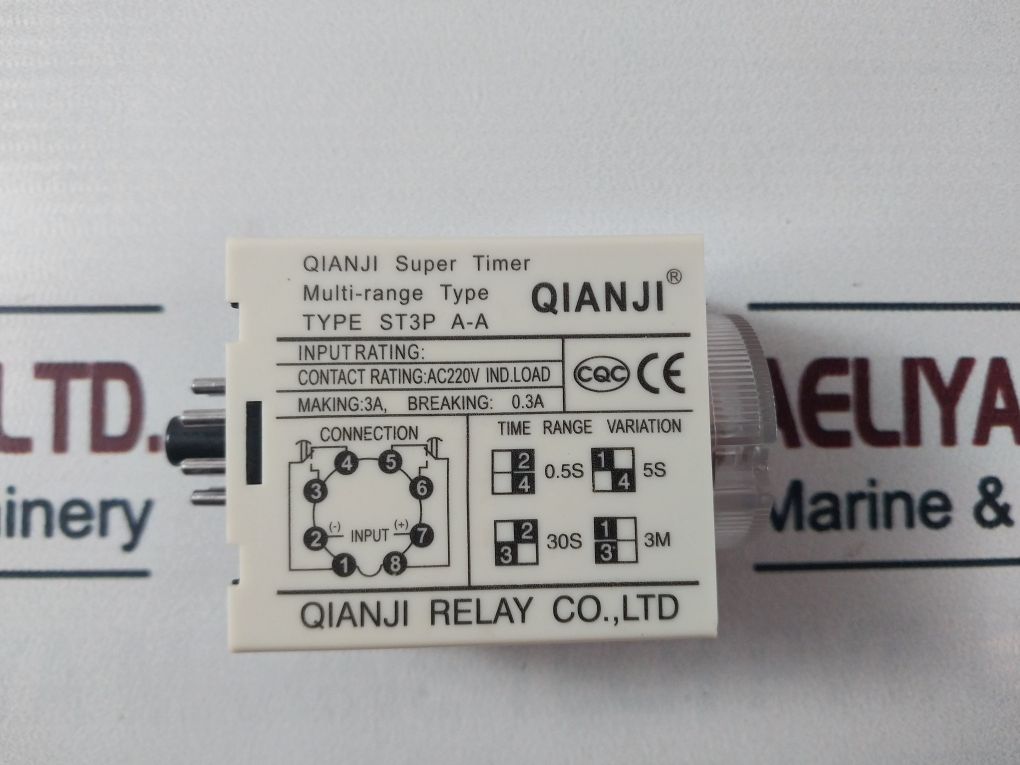 QIANJI Super Timer
Multi-range Type
TYPE ST3P A-A
QIANJI®
INPUT RATING:
CONTACT RATING:AC220V IND.LOAD
MAKING:3A, BREAKING: 0.3A
CQC CE
CONNECTION
4 5
3 6
2 (-) INPUT (+) 7
1 8
TIME RANGE VARIATION
2 4 0.5S 1 4 5S
2 3 30S 1 3 3M
QIANJI RELAY CO.,LTD
LTD.
inery
AELIYA
Marine &